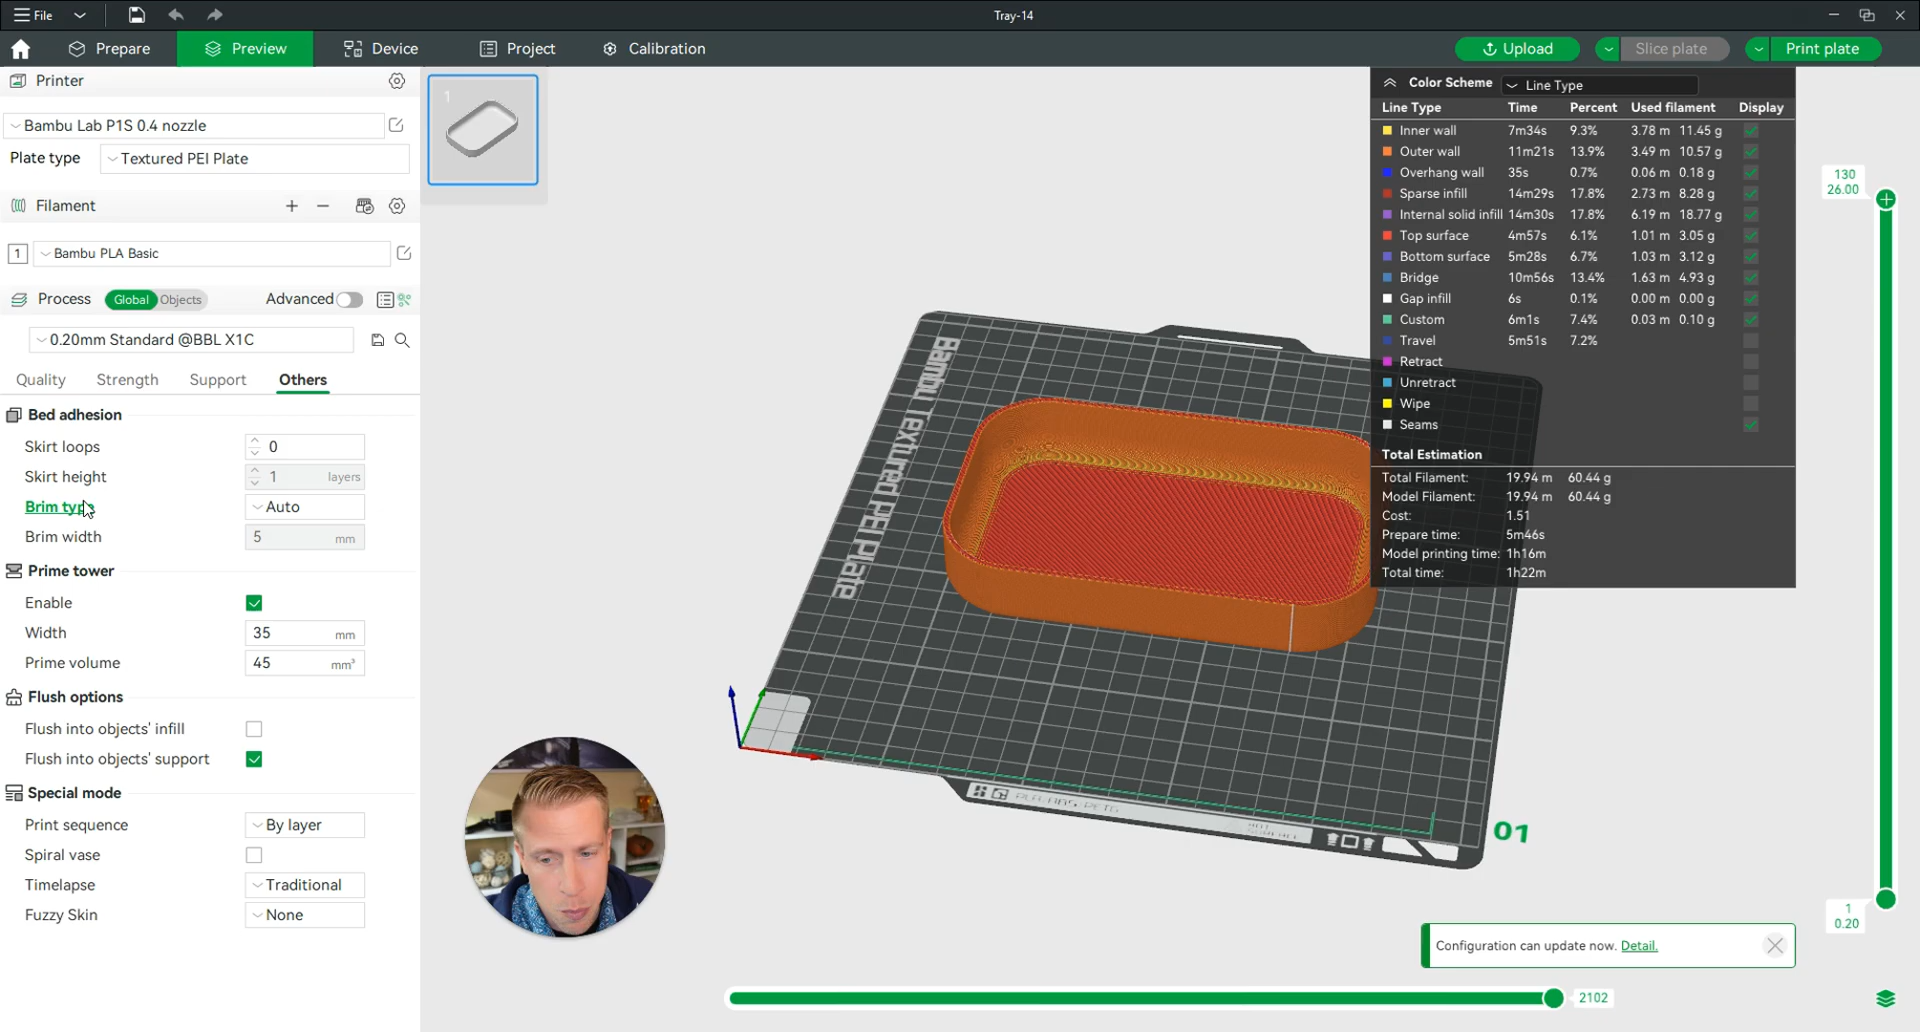 File
Tray-14
Prepare
Preview
Device
Project
Calibration
Upload
Slice plate
Print plate
Printer
Bambu Lab P1S 0.4 nozzle
Plate type
Textured PEI Plate
Filament
1
Bambu PLA Basic
Process
Global
Objects
Advanced
0.20mm Standard @BBL X1C
Quality
Strength
Support
Others
Bed adhesion
Skirt loops
0
Skirt height
1 layers
Brim type
Auto
Brim width
5 mm
Prime tower
Enable
Width
35 mm
Prime volume
45 mm³
Flush options
Flush into objects' infill
Flush into objects' support
Special mode
Print sequence
By layer
Spiral vase
Timelapse
Traditional
Fuzzy Skin
None
1
Bambu Textured PEI Plate
01
Color Scheme
Line Type
Line Type Time Percent Used filament Display
Inner wall 7m34s 9.3% 3.78 m 11.45 g
Outer wall 11m21s 13.9% 3.49 m 10.57 g
Overhang wall 35s 0.7% 0.06 m 0.18 g
Sparse infill 14m29s 17.8% 2.73 m 8.28 g
Internal solid infill 14m30s 17.8% 6.19 m 18.77 g
Top surface 4m57s 6.1% 1.01 m 3.05 g
Bottom surface 5m28s 6.7% 1.03 m 3.12 g
Bridge 10m56s 13.4% 1.63 m 4.93 g
Gap infill 6s 0.1% 0.00 m 0.00 g
Custom 6m1s 7.4% 0.03 m 0.10 g
Travel 5m51s 7.2%
Retract
Unretract
Wipe
Seams
Total Estimation
Total Filament: 19.94 m 60.44 g
Model Filament: 19.94 m 60.44 g
Cost: 1.51
Prepare time: 5m46s
Model printing time: 1h16m
Total time: 1h22m
130
26.00
1
0.20
Configuration can update now. Detail.
2102